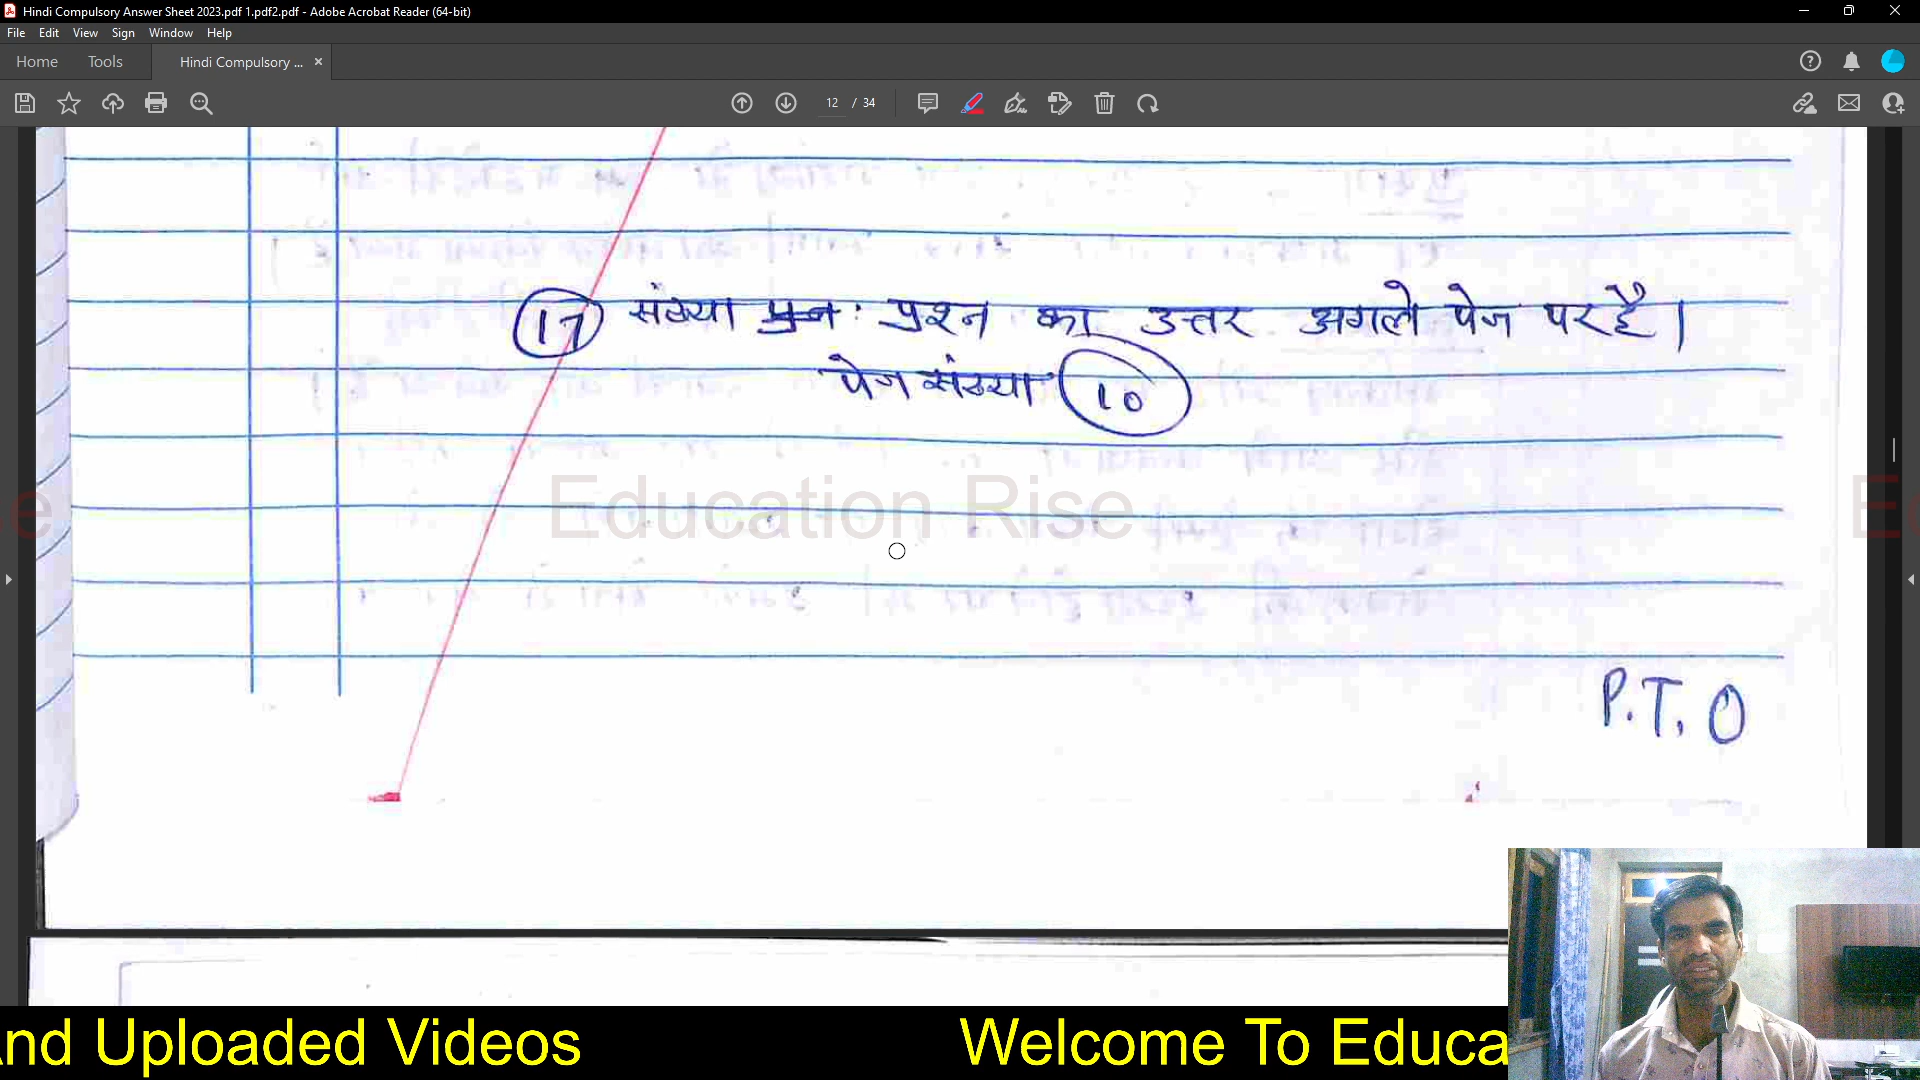 Hindi Compulsory Answer Sheet 2023.pdf 1.pdf2.pdf - Adobe Acrobat Reader (64-bit)
File Edit View Sign Window Help
Home Tools Hindi Compulsory ...
12 / 34
17 संख्या प्रश्न का उत्तर अगले पेज पर है।
पेज संख्या 10
Education Rise
P.T.O
And Uploaded Videos Welcome To Educa